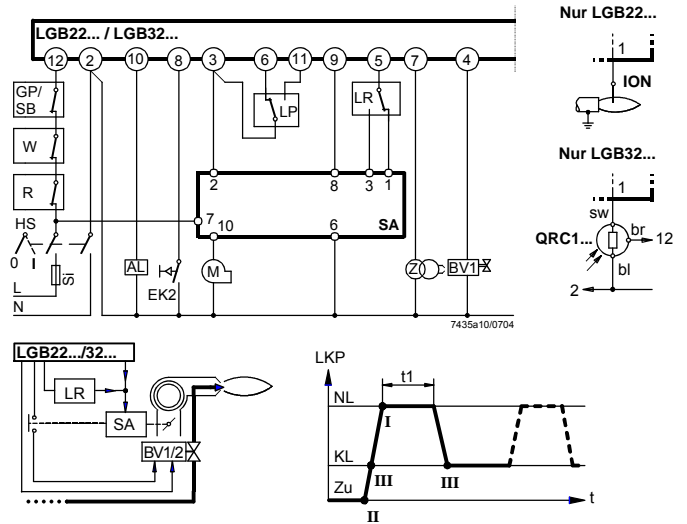 LGB22... / LGB32...
12 2 10 8 3 6 11 9 5 7 4
GP/
SB
W
R
HS
0 I
L
N
Si
AL
EK2
M
LP
LR
2 8 3 1
7
10 6 SA
Z BV1
7435a10/0704
Nur LGB22...
1
ION
Nur LGB32...
1
sw
br
QRC1...
12
bl
2
LGB22.../32...
LR
SA
BV1/2
LKP
NL
KL
Zu
t1
I
III III
II
t